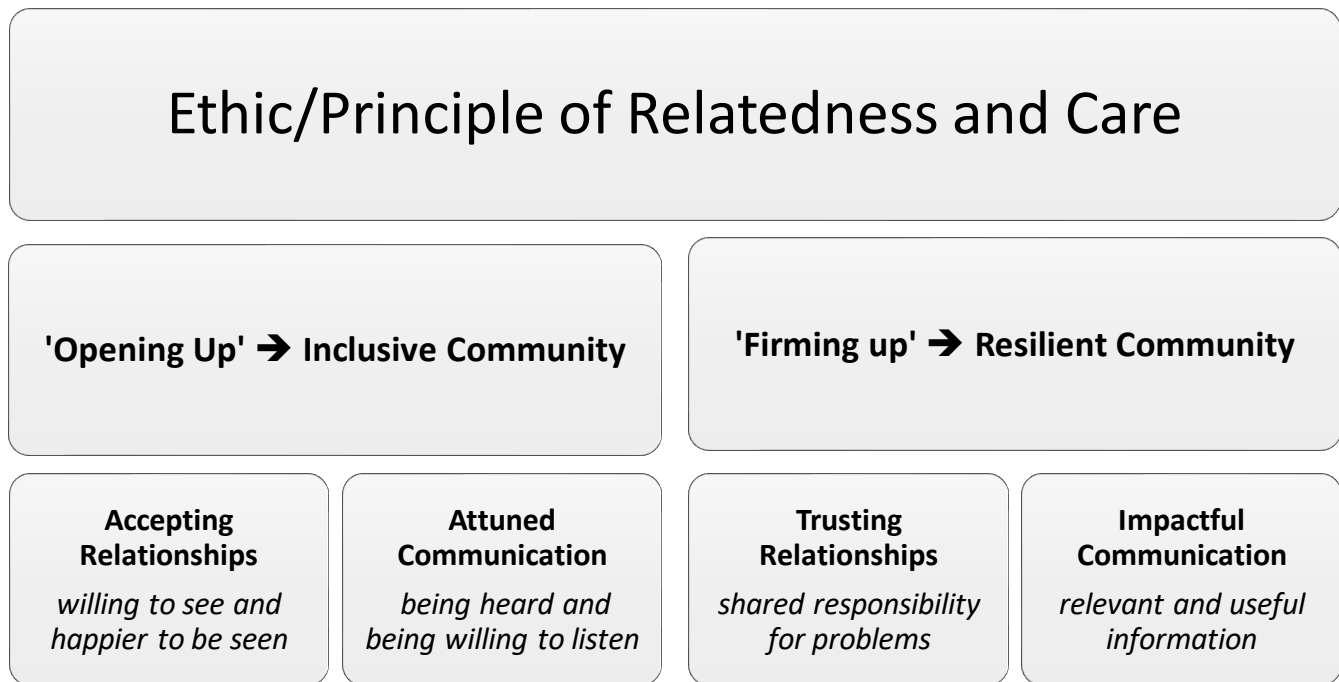 Ethic/Principle of Relatedness and Care
'Opening Up' ➔ Inclusive Community
'Firming up' ➔ Resilient Community
Accepting
Relationships
willing to see and
happier to be seen
Attuned
Communication
being heard and
being willing to listen
Trusting
Relationships
shared responsibility
for problems
Impactful
Communication
relevant and useful
information